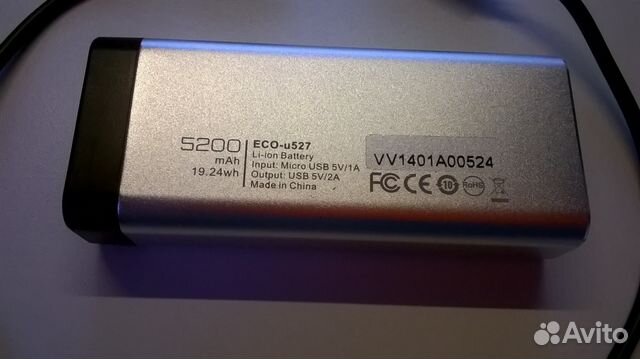 5200
mAh
19.24wh
ECO-u527
Li-Ion Battery
Input: Micro USB 5V/1A
Output: USB 5V/2A
Made in China
VV1401A00524
FC CE 10 RoHS
Avito